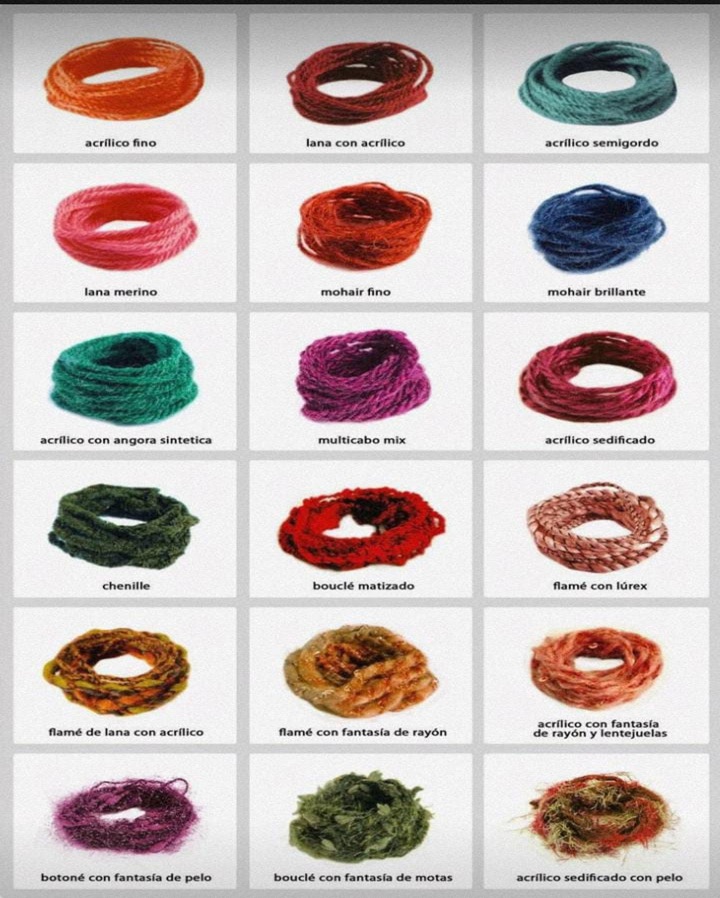 acrílico fino
lana con acrílico
acrílico semigordo
lana merino
mohair fino
mohair brillante
acrílico con angora sintetica
multicabo mix
acrílico sedificado
chenille
bouclé matizado
flamé con lúrex
flamé de lana con acrílico
flamé con fantasía de rayón
acrílico con fantasía
de rayón y lentejuelas
botoné con fantasía de pelo
bouclé con fantasía de motas
acrílico sedificado con pelo